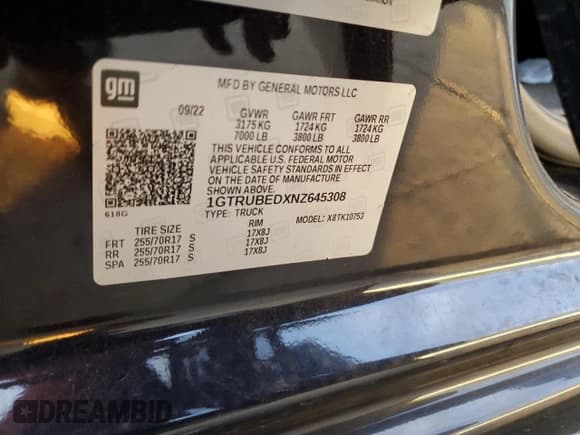 gm
MFD BY GENERAL MOTORS LLC
09/22
GVWR GAWR FRT GAWR RR
3175 KG 1724 KG 1724 KG
7000 LB 3800 LB 3800 LB
THIS VEHICLE CONFORMS TO ALL
APPLICABLE U.S. FEDERAL MOTOR
VEHICLE SAFETY STANDARDS IN EFFECT
ON THE DATE OF MANUFACTURE
SHOWN ABOVE.
1GTRUBEDXNZ645308
618G
TYPE: TRUCK MODEL: X8TK10753
TIRE SIZE RIM
FRT 255/70R17 S 17X8J
RR 255/70R17 S 17X8J
SPA 255/70R17 S 17X8J
DREAMBID